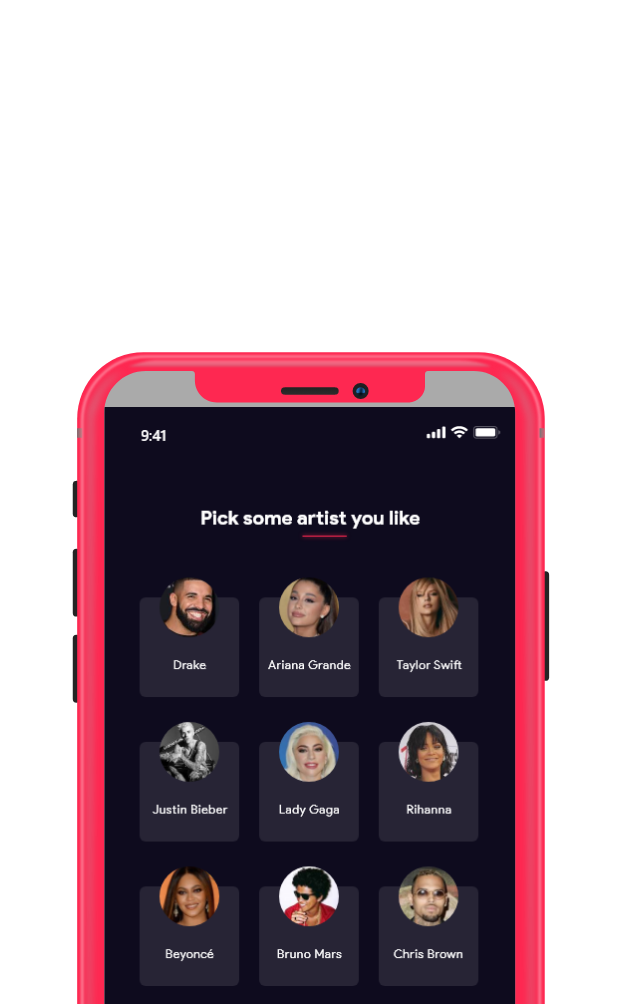 9:41
Pick some artist you like
Drake
Ariana Grande
Taylor Swift
Justin Bieber
Lady Gaga
Rihanna
Beyoncé
Bruno Mars
Chris Brown